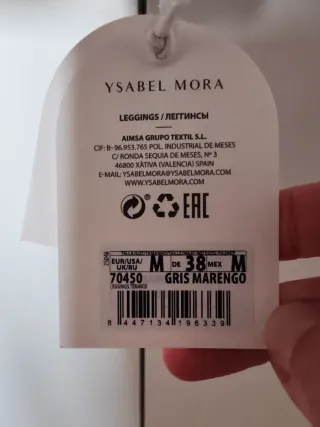 YSABEL MORA
LEGGINGS / ЛЕГГИНСЫ
AIMSA GRUPO TEXTIL S.L.
CIF: B- 96.953.765 POL. INDUSTRIAL DE MESES
C/ RONDA SEQUIA DE MESES, Nº 3
46800 XÀTIVA (VALENCIA) SPAIN
E-MAIL: YSABELMORA@YSABELMORA.COM
WWW.YSABELMORA.COM
EAC
EUR/USA/ UK/RU M DE 38 MEX M
70450 GRIS MARENGO
8 447134 196339